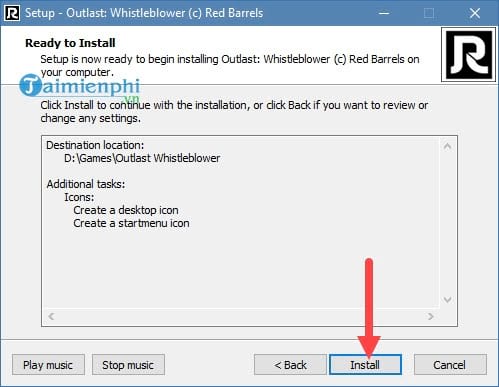 Setup - Outlast: Whistleblower (c) Red Barrels
Ready to Install
Setup is now ready to begin installing Outlast: Whistleblower (c) Red Barrels on
your computer.
Taimienphi
.vn
Click Install to continue with the installation, or click Back if you want to review or
change any settings.
Destination location:
D:\Games\Outlast Whistleblower
Additional tasks:
Icons:
Create a desktop icon
Create a startmenu icon
Play music
Stop music
< Back
Install
Cancel